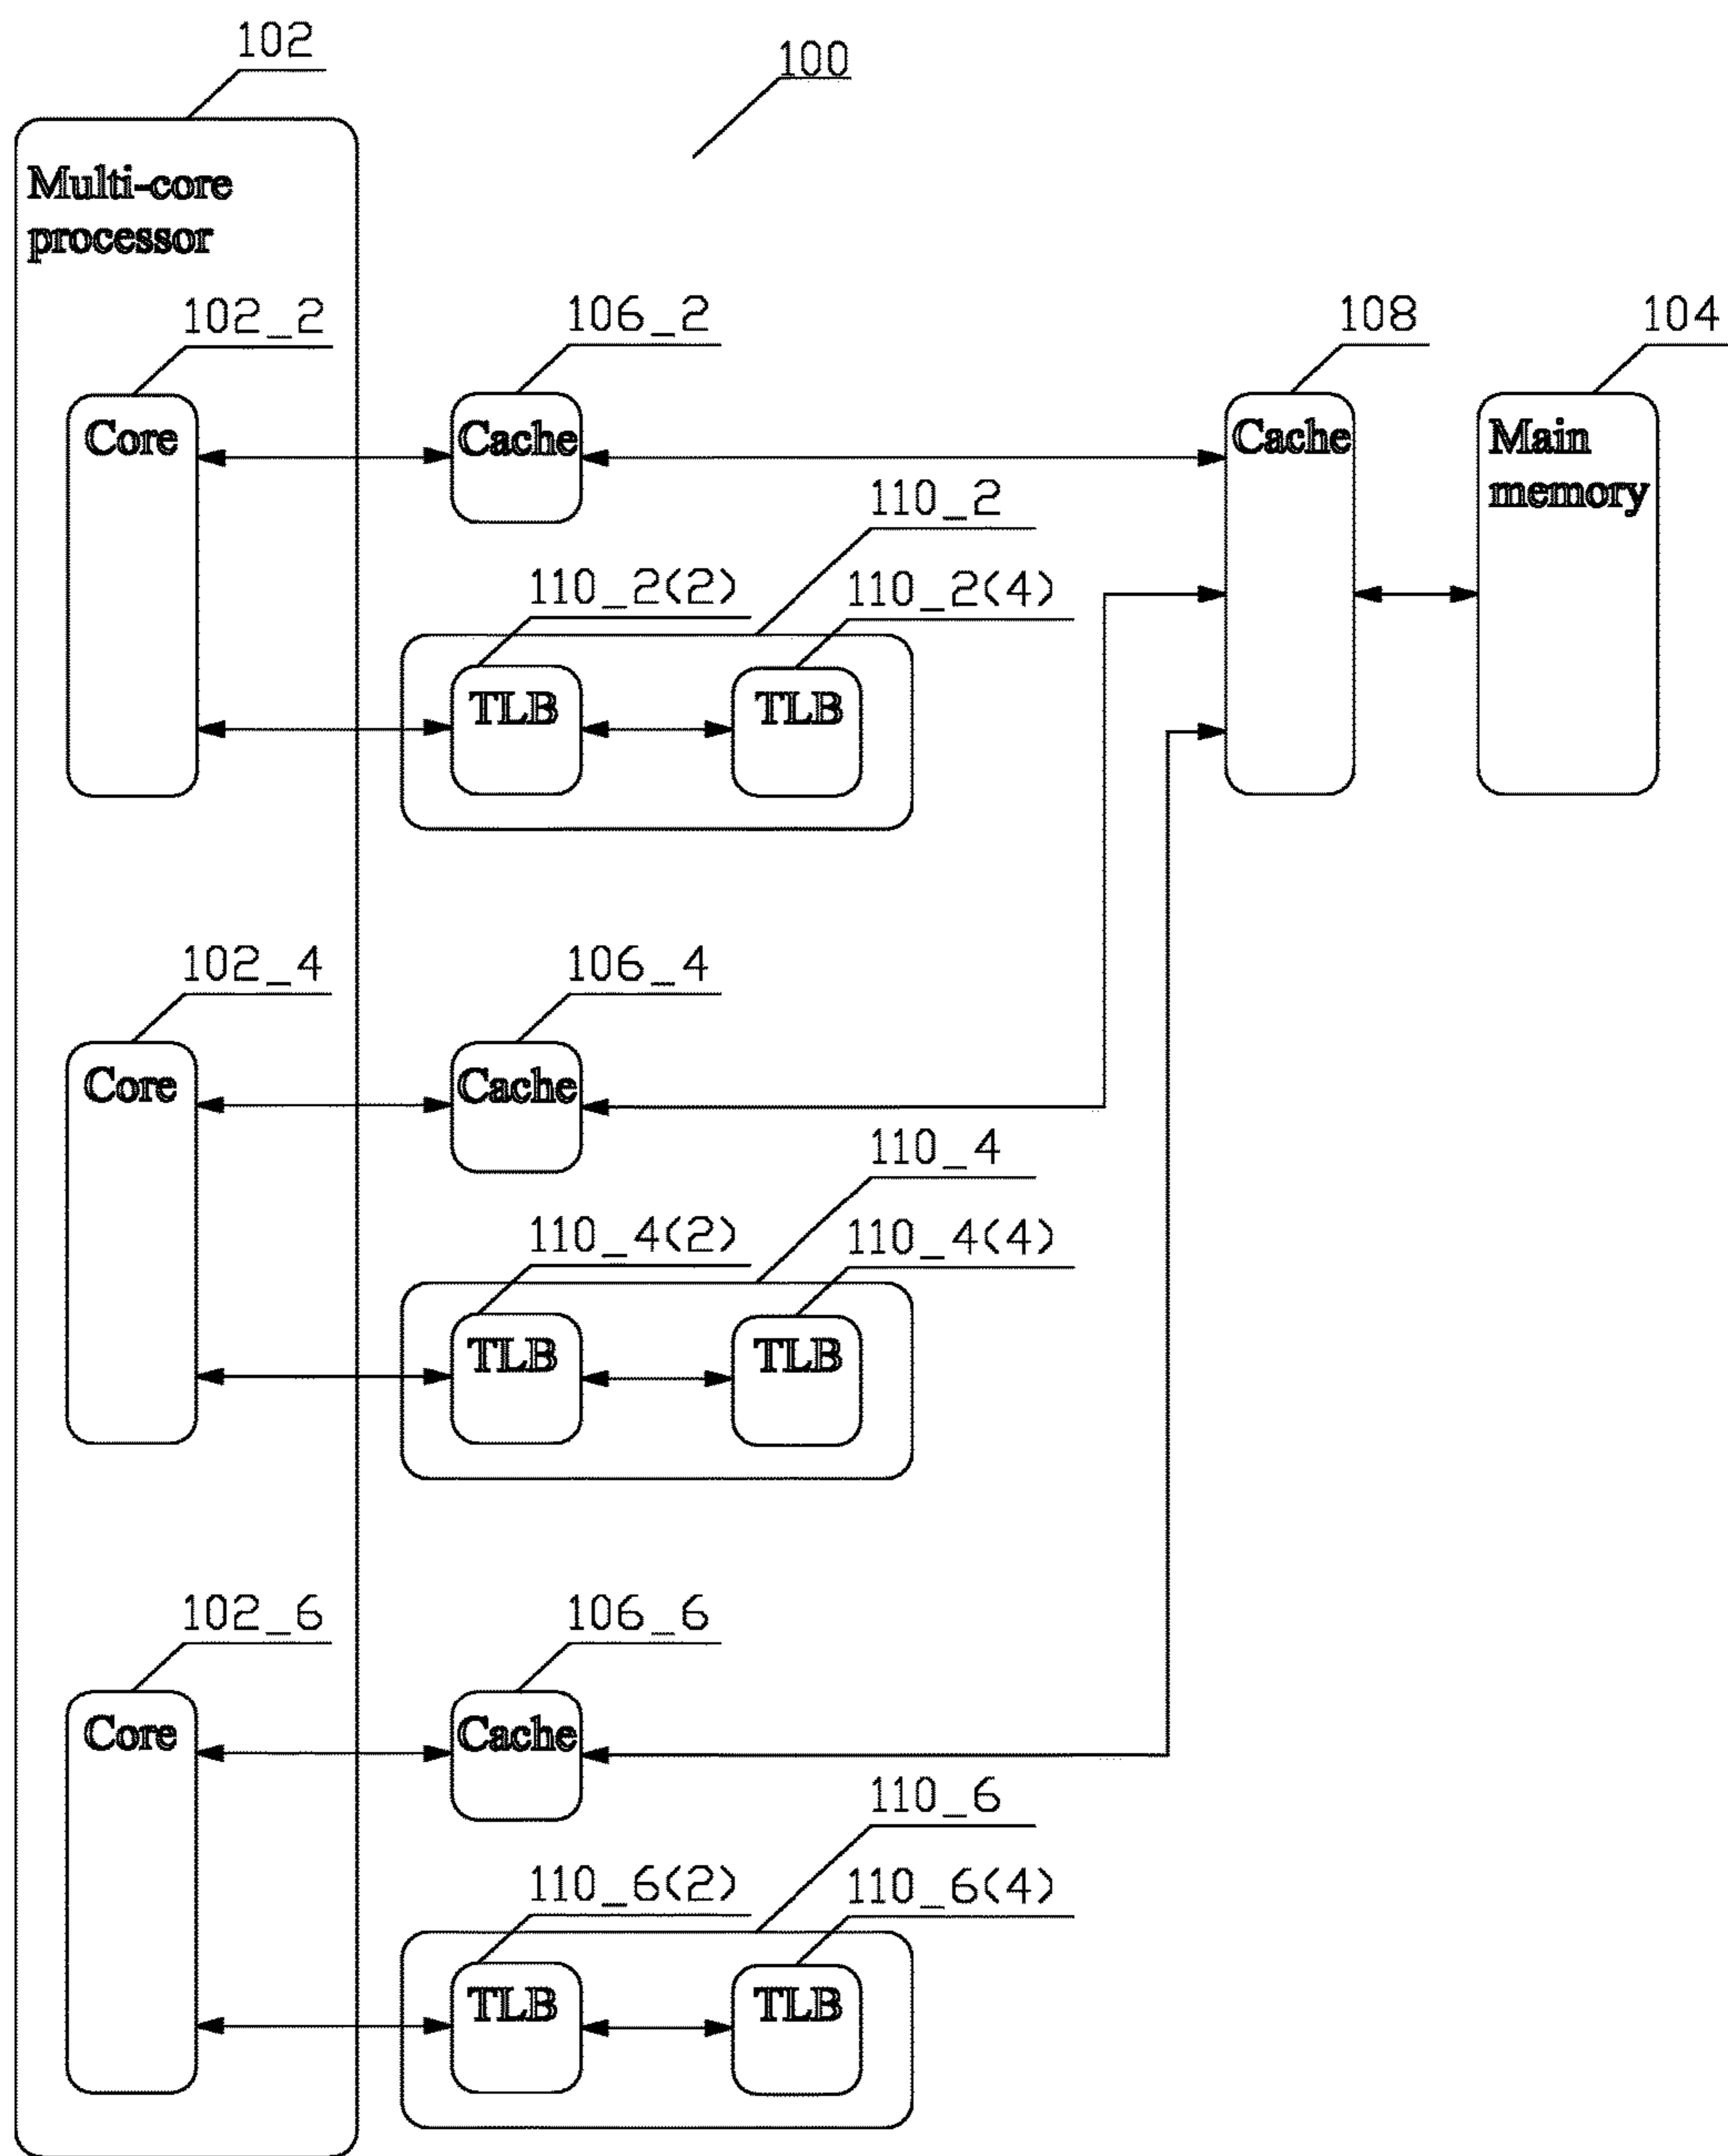 102
100
Multi-core
processor
102_2
106_2
108
104
Core
Cache
Cache
Main
memory
110_2
110_2(2)
110_2(4)
TLB
TLB
102_4
106_4
Core
Cache
110_4
110_4(2)
110_4(4)
TLB
TLB
102_6
106_6
Core
Cache
110_6
110_6(2)
110_6(4)
TLB
TLB